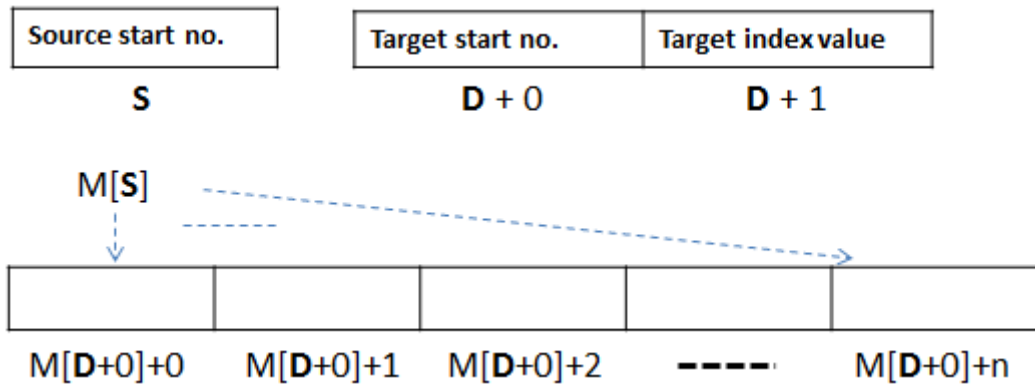 Source start no. Target start no. Target index value
S D + 0 D + 1
M[S]
M[D+0]+0 M[D+0]+1 M[D+0]+2 ----- M[D+0]+n